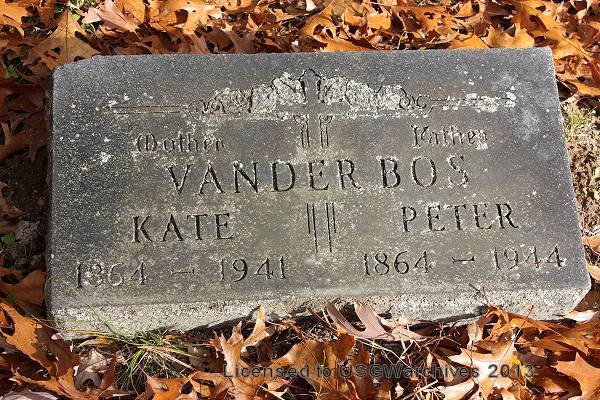 Mother Father
VANDER BOS
KATE PETER
1864 — 1941 1864 — 1944
Licensed to USGWarchives 2013